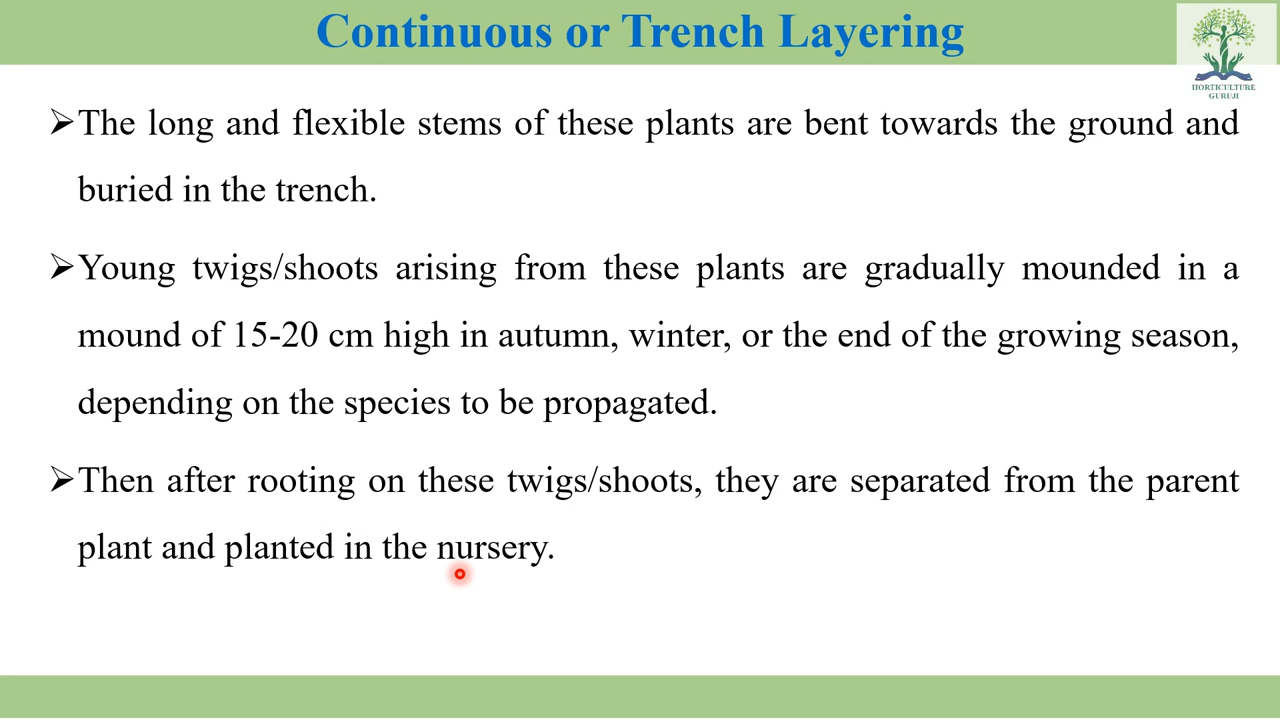 Continuous or Trench Layering
HORTICULTURE
GURUJI
➢The long and flexible stems of these plants are bent towards the ground and
buried in the trench.
➢Young twigs/shoots arising from these plants are gradually mounded in a
mound of 15-20 cm high in autumn, winter, or the end of the growing season,
depending on the species to be propagated.
➢Then after rooting on these twigs/shoots, they are separated from the parent
plant and planted in the nursery.